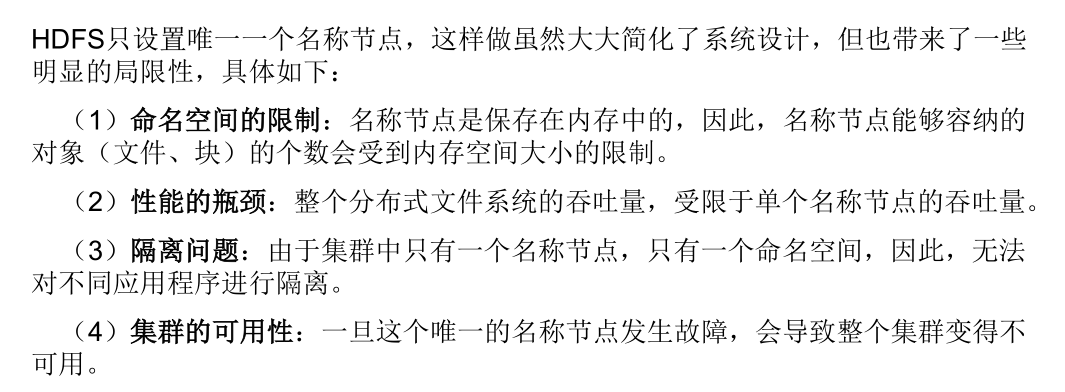 HDFS只设置唯一一个名称节点，这样做虽然大大简化了系统设计，但也带来了一些
明显的局限性，具体如下：
（1）命名空间的限制：名称节点是保存在内存中的，因此，名称节点能够容纳的
对象（文件、块）的个数会受到内存空间大小的限制。
（2）性能的瓶颈：整个分布式文件系统的吞吐量，受限于单个名称节点的吞吐量。
（3）隔离问题：由于集群中只有一个名称节点，只有一个命名空间，因此，无法
对不同应用程序进行隔离。
（4）集群的可用性：一旦这个唯一的名称节点发生故障，会导致整个集群变得不
可用。